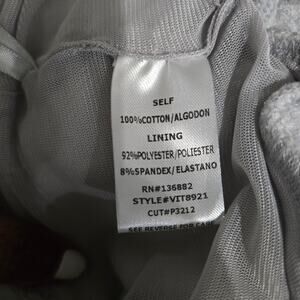 SELF
100%COTTON/ALGODON
LINING
92%POLYESTER/POLIESTER
8%SPANDEX/ELASTANO
RN#136882
STYLE#VIT8921
CUT#P3212
SEE REVERSE FOR CARE